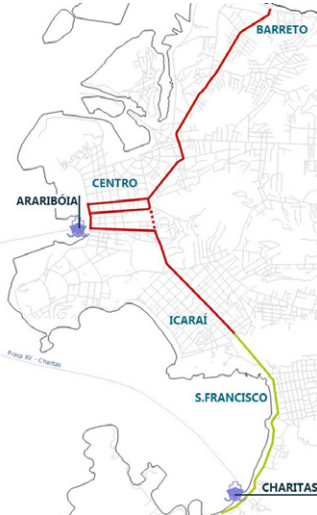 BARRETO
CENTRO
ARARIBÓIA
ICARAÍ
Praça XV - Charitas
S.FRANCISCO
CHARITAS